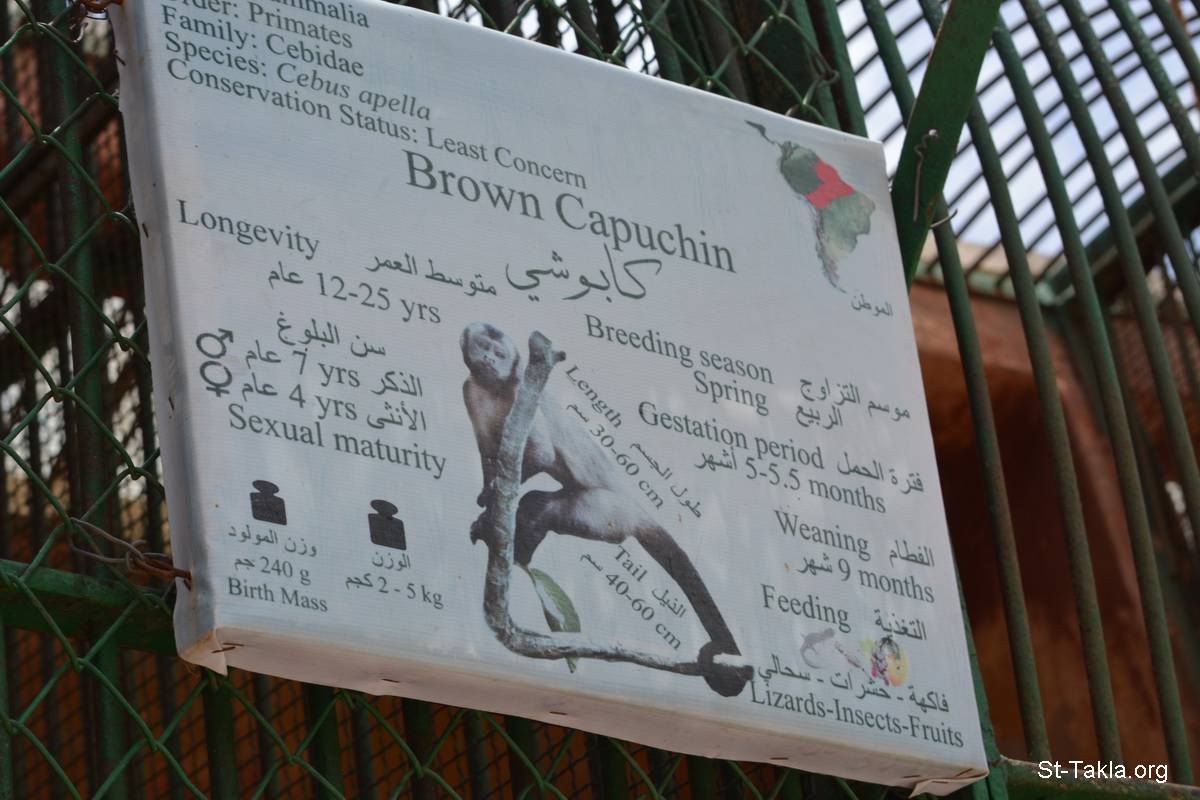 Order: Primates
Family: Cebidae
Species: Cebus apella
Conservation Status: Least Concern
Brown Capuchin
كابوشي
الموطن
Longevity
متوسط العمر
12-25 yrs عام
سن البلوغ
♂ الذكر 7 yrs عام
♀ الأنثى 4 yrs عام
Sexual maturity
وزن المولود
240 g جم
Birth Mass
الوزن
2 - 5 kg كجم
Length طول الجسم
30-60 cm سم
Tail الذيل
40-60 cm سم
Breeding season موسم التزاوج
Spring الربيع
Gestation period فترة الحمل
5-5.5 months أشهر
Weaning الفطام
9 months شهر
Feeding التغذية
فاكهة - حشرات - سحالي
Lizards-Insects-Fruits
St-Takla.org